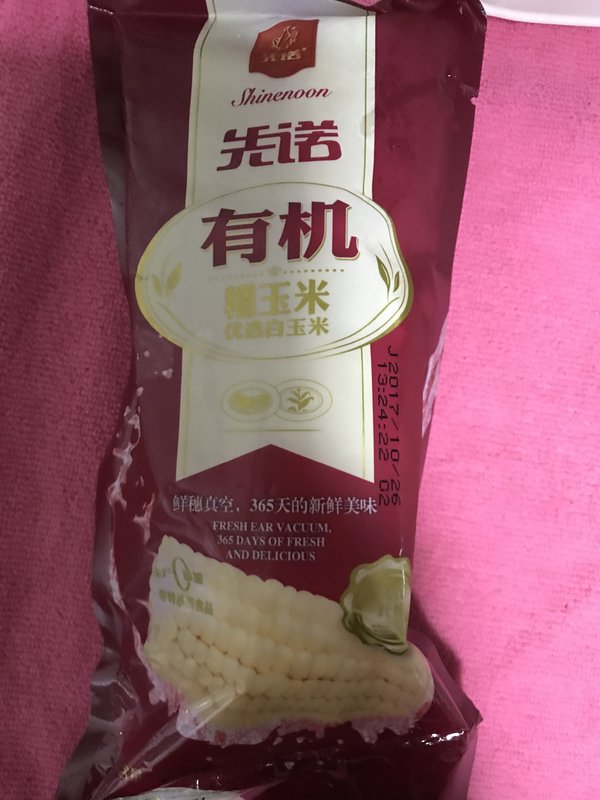 先诺
Shinenoon
先诺
有机
糯玉米
优选白玉米
J2017/10/26
13:24:22 02
鲜穗真空，365天的新鲜美味
FRESH EAR VACUUM,
365 DAYS OF FRESH
AND DELICIOUS
0